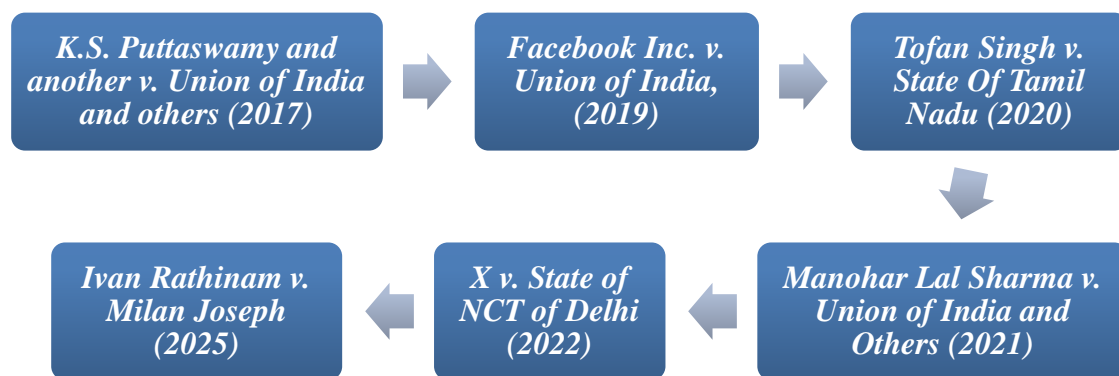 K.S. Puttaswamy and
another v. Union of India
and others (2017)
Facebook Inc. v.
Union of India,
(2019)
Tofan Singh v.
State Of Tamil
Nadu (2020)
Manohar Lal Sharma v.
Union of India and
Others (2021)
X v. State of
NCT of Delhi
(2022)
Ivan Rathinam v.
Milan Joseph
(2025)